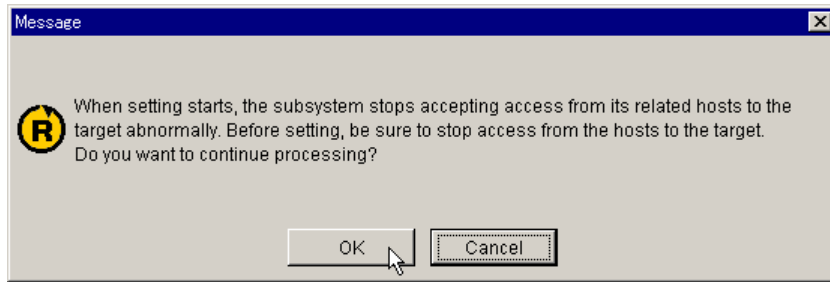 Message
When setting starts, the subsystem stops accepting access from its related hosts to the
R target abnormally. Before setting, be sure to stop access from the hosts to the target.
Do you want to continue processing?
OK Cancel